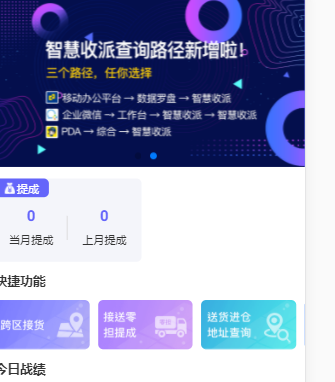 智慧收派查询路径新增啦！
三个路径，任你选择
移动办公平台 → 数据罗盘 → 智慧收派
企业微信 → 工作台 → 智慧收派 → 智慧收派
PDA → 综合 → 智慧收派
提成
0 0
当月提成 上月提成
快捷功能
跨区接货
接送零
担提成
送货进仓
地址查询
今日战绩